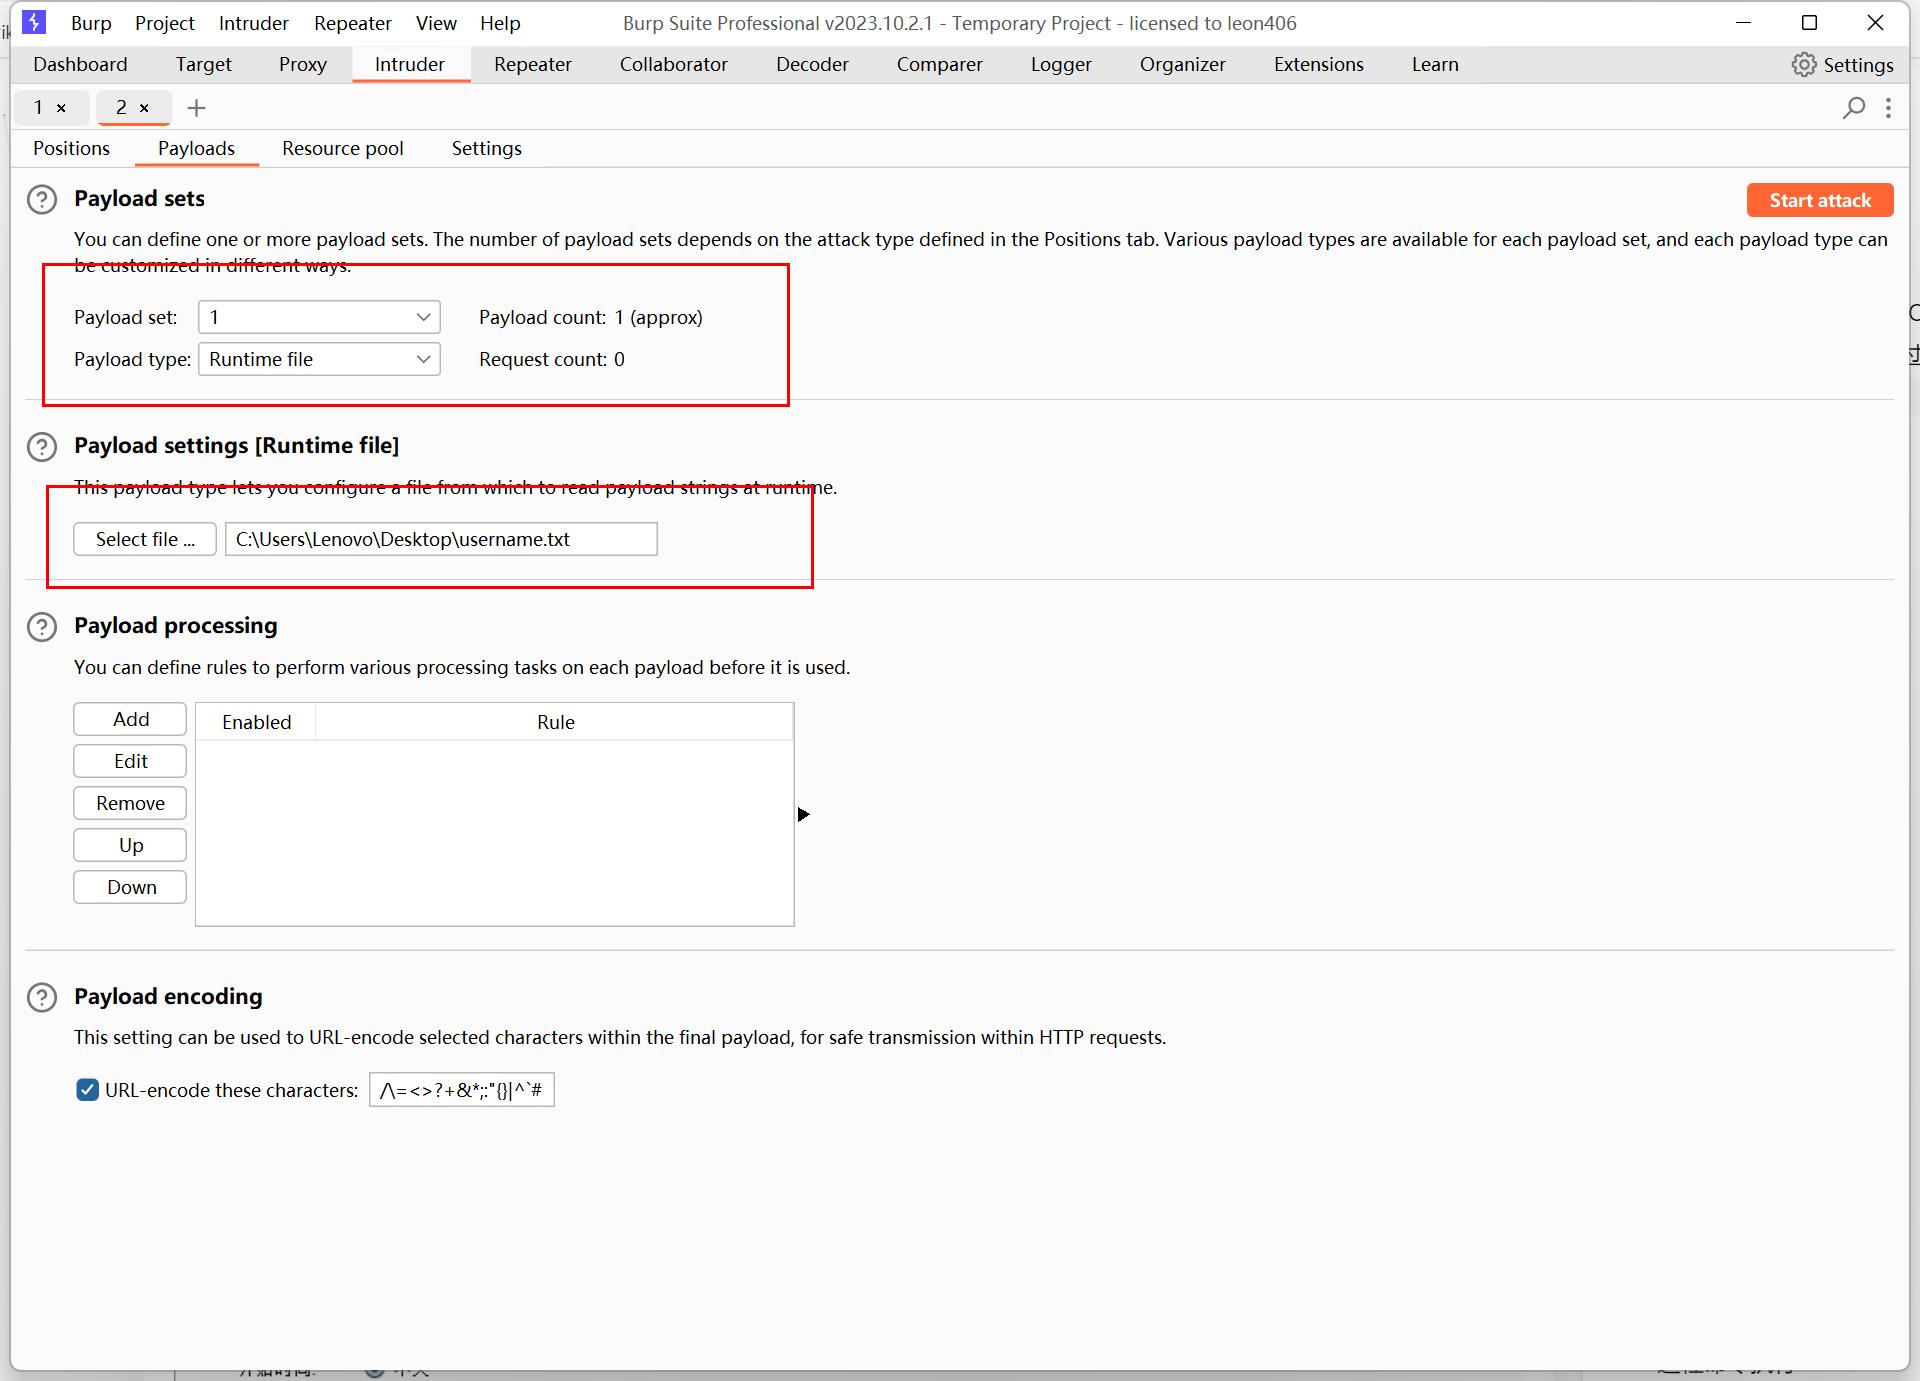 Burp Project Intruder Repeater View Help Burp Suite Professional v2023.10.2.1 - Temporary Project - licensed to leon406
Dashboard Target Proxy Intruder Repeater Collaborator Decoder Comparer Logger Organizer Extensions Learn Settings
1 × 2 × +
Positions Payloads Resource pool Settings
Payload sets
Start attack
You can define one or more payload sets. The number of payload sets depends on the attack type defined in the Positions tab. Various payload types are available for each payload set, and each payload type can
be customized in different ways.
Payload set: 1 Payload count: 1 (approx)
Payload type: Runtime file Request count: 0
Payload settings [Runtime file]
This payload type lets you configure a file from which to read payload strings at runtime.
Select file ... C:\Users\Lenovo\Desktop\username.txt
Payload processing
You can define rules to perform various processing tasks on each payload before it is used.
Add
Edit
Remove
Up
Down
Enabled Rule
Payload encoding
This setting can be used to URL-encode selected characters within the final payload, for safe transmission within HTTP requests.
URL-encode these characters: /\=<>?+&*;:"{}|^`#